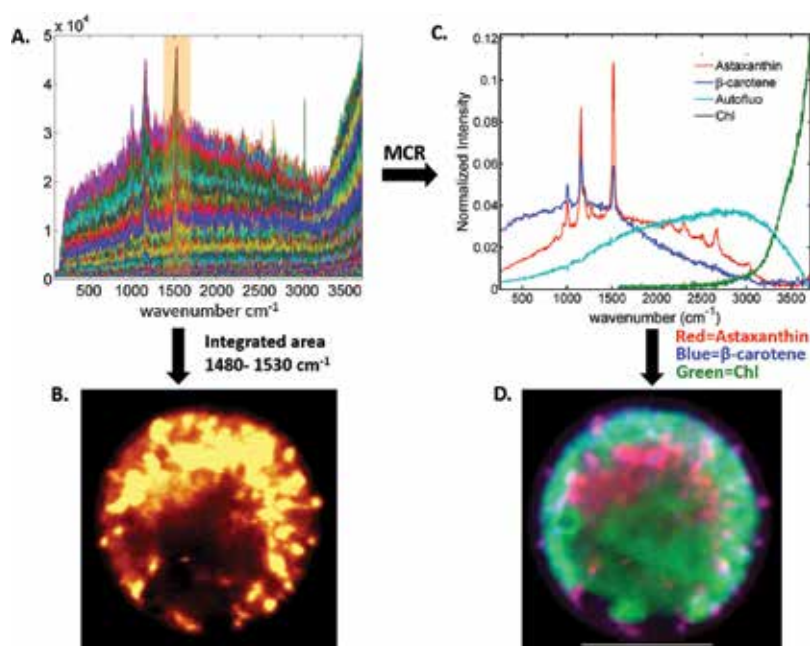 A.
5 x 10⁴
4
3
2
1
0
500 1000 1500 2000 2500 3000 3500
wavenumber cm⁻¹
MCR
C.
0.12
0.1
0.08
0.06
0.04
0.02
0
Normalized Intensity
Astaxanthin
β-carotene
Autofluo
Chl
500 1000 1500 2000 2500 3000 3500
wavenumber (cm⁻¹)
Integrated area
1480- 1530 cm⁻¹
Red=Astaxanthin
Blue=β-carotene
Green=Chl
B.
D.